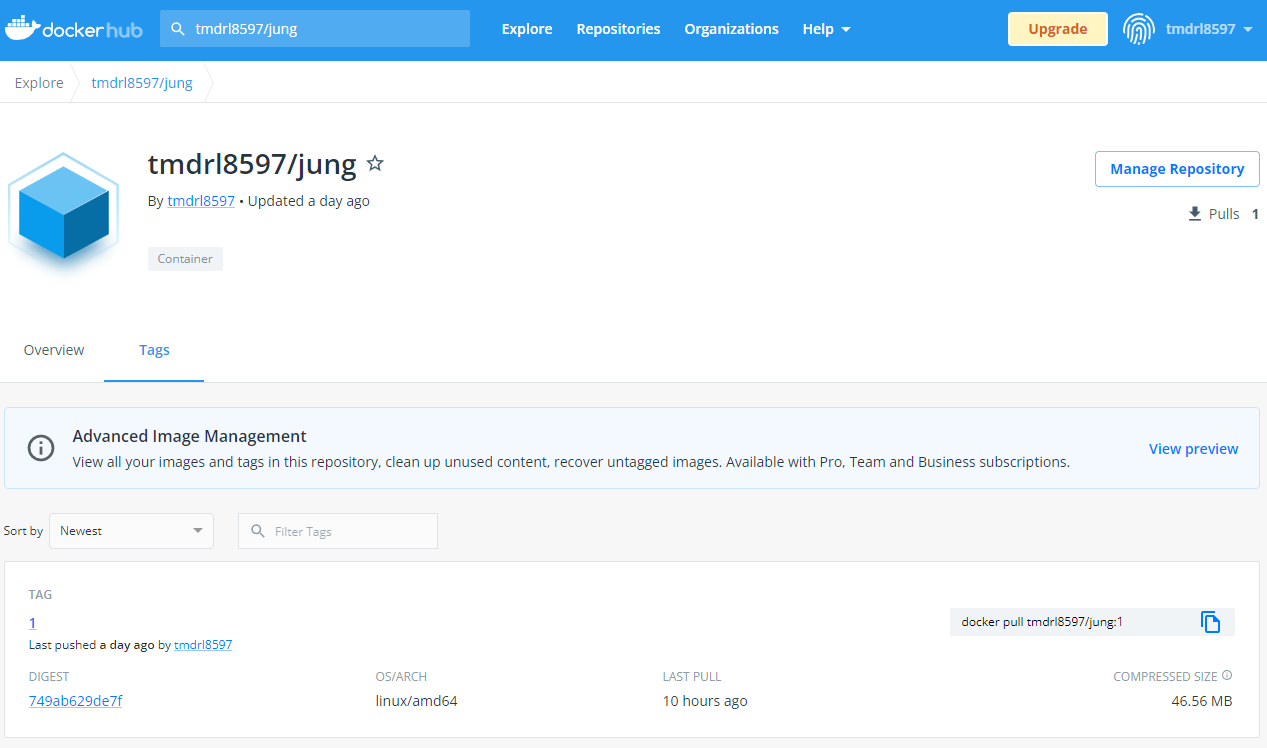 dockerhub tmdrl8597/jung Explore Repositories Organizations Help Upgrade tmdrl8597
Explore tmdrl8597/jung
tmdrl8597/jung
Manage Repository
By tmdrl8597 • Updated a day ago
Pulls 1
Container
Overview Tags
Advanced Image Management
View all your images and tags in this repository, clean up unused content, recover untagged images. Available with Pro, Team and Business subscriptions.
View preview
Sort by Newest Filter Tags
TAG
1
docker pull tmdrl8597/jung:1
Last pushed a day ago by tmdrl8597
DIGEST OS/ARCH LAST PULL COMPRESSED SIZE
749ab629de7f linux/amd64 10 hours ago 46.56 MB